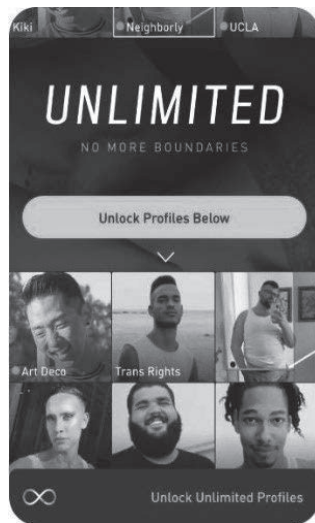 Kiki Neighborly UCLA
UNLIMITED
NO MORE BOUNDARIES
Unlock Profiles Below
Art Deco Trans Rights
Unlock Unlimited Profiles